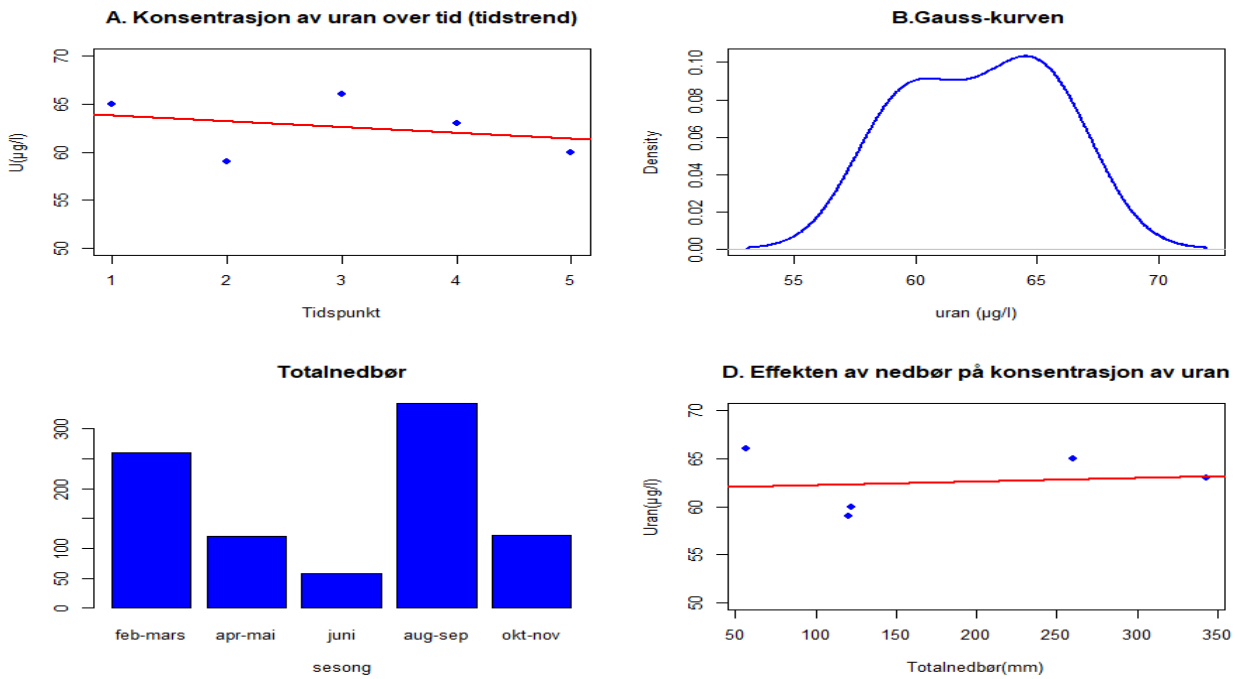 A. Konsentrasjon av uran over tid (tidstrend)
U(µg/l)
70
65
60
55
50
1 2 3 4 5
Tidspunkt
B.Gauss-kurven
Density
0.10
0.08
0.06
0.04
0.02
0.00
55 60 65 70
uran (µg/l)
Totalnedbør
300
200
100
50
0
feb-mars apr-mai juni aug-sep okt-nov
sesong
D. Effekten av nedbør på konsentrasjon av uran
Uran(µg/l)
70
65
60
55
50
50 100 150 200 250 300 350
Totalnedbør(mm)